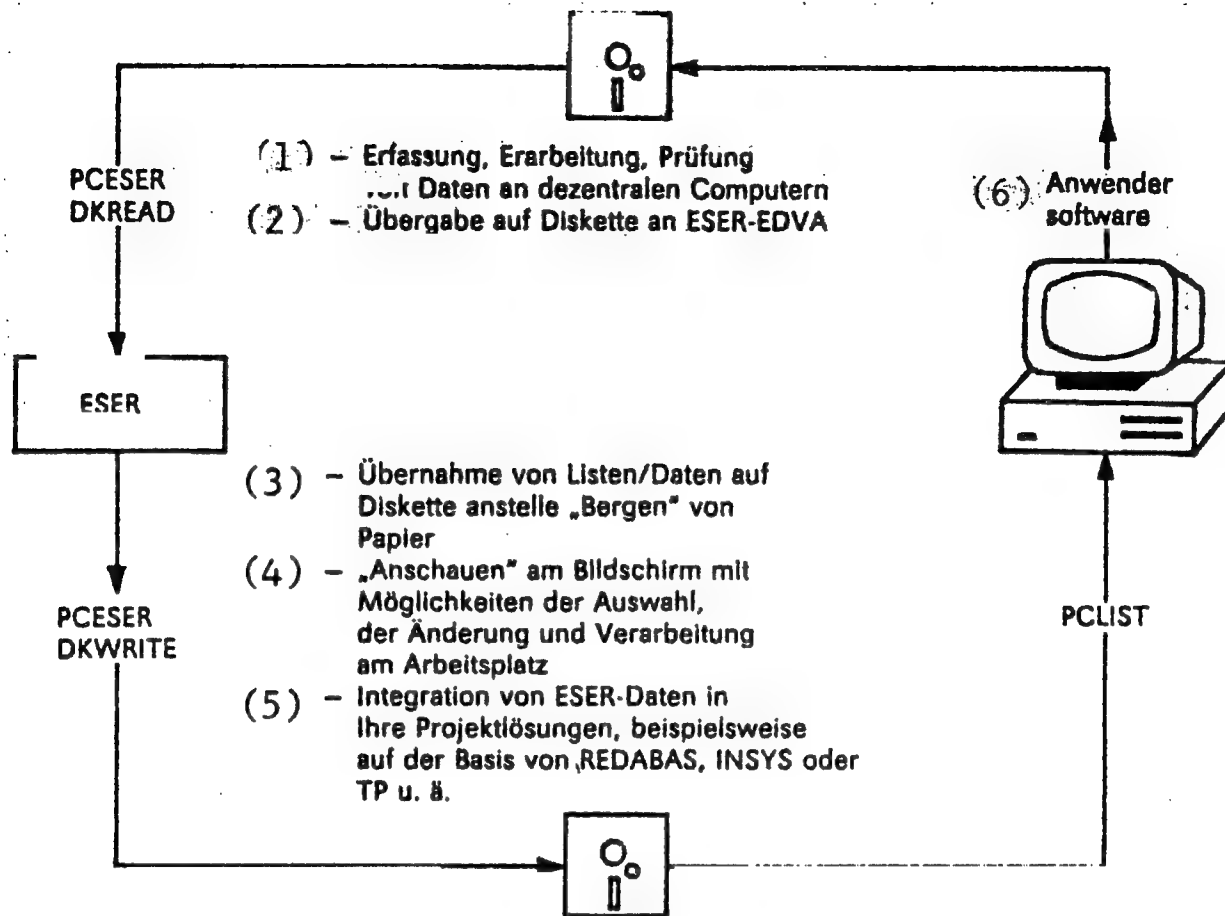 PCESER
DKREAD
(1) – Erfassung, Erarbeitung, Prüfung
Daten an dezentralen Computern
(2) – Übergabe auf Diskette an ESER-EDVA
(6) Anwender
software
ESER
(3) – Übernahme von Listen/Daten auf
Diskette anstelle „Bergen" von
Papier
(4) – „Anschauen" am Bildschirm mit
Möglichkeiten der Auswahl,
der Änderung und Verarbeitung
am Arbeitsplatz
(5) – Integration von ESER-Daten in
Ihre Projektlösungen, beispielsweise
auf der Basis von REDABAS, INSYS oder
TP u. ä.
PCESER
DKWRITE
PCLIST